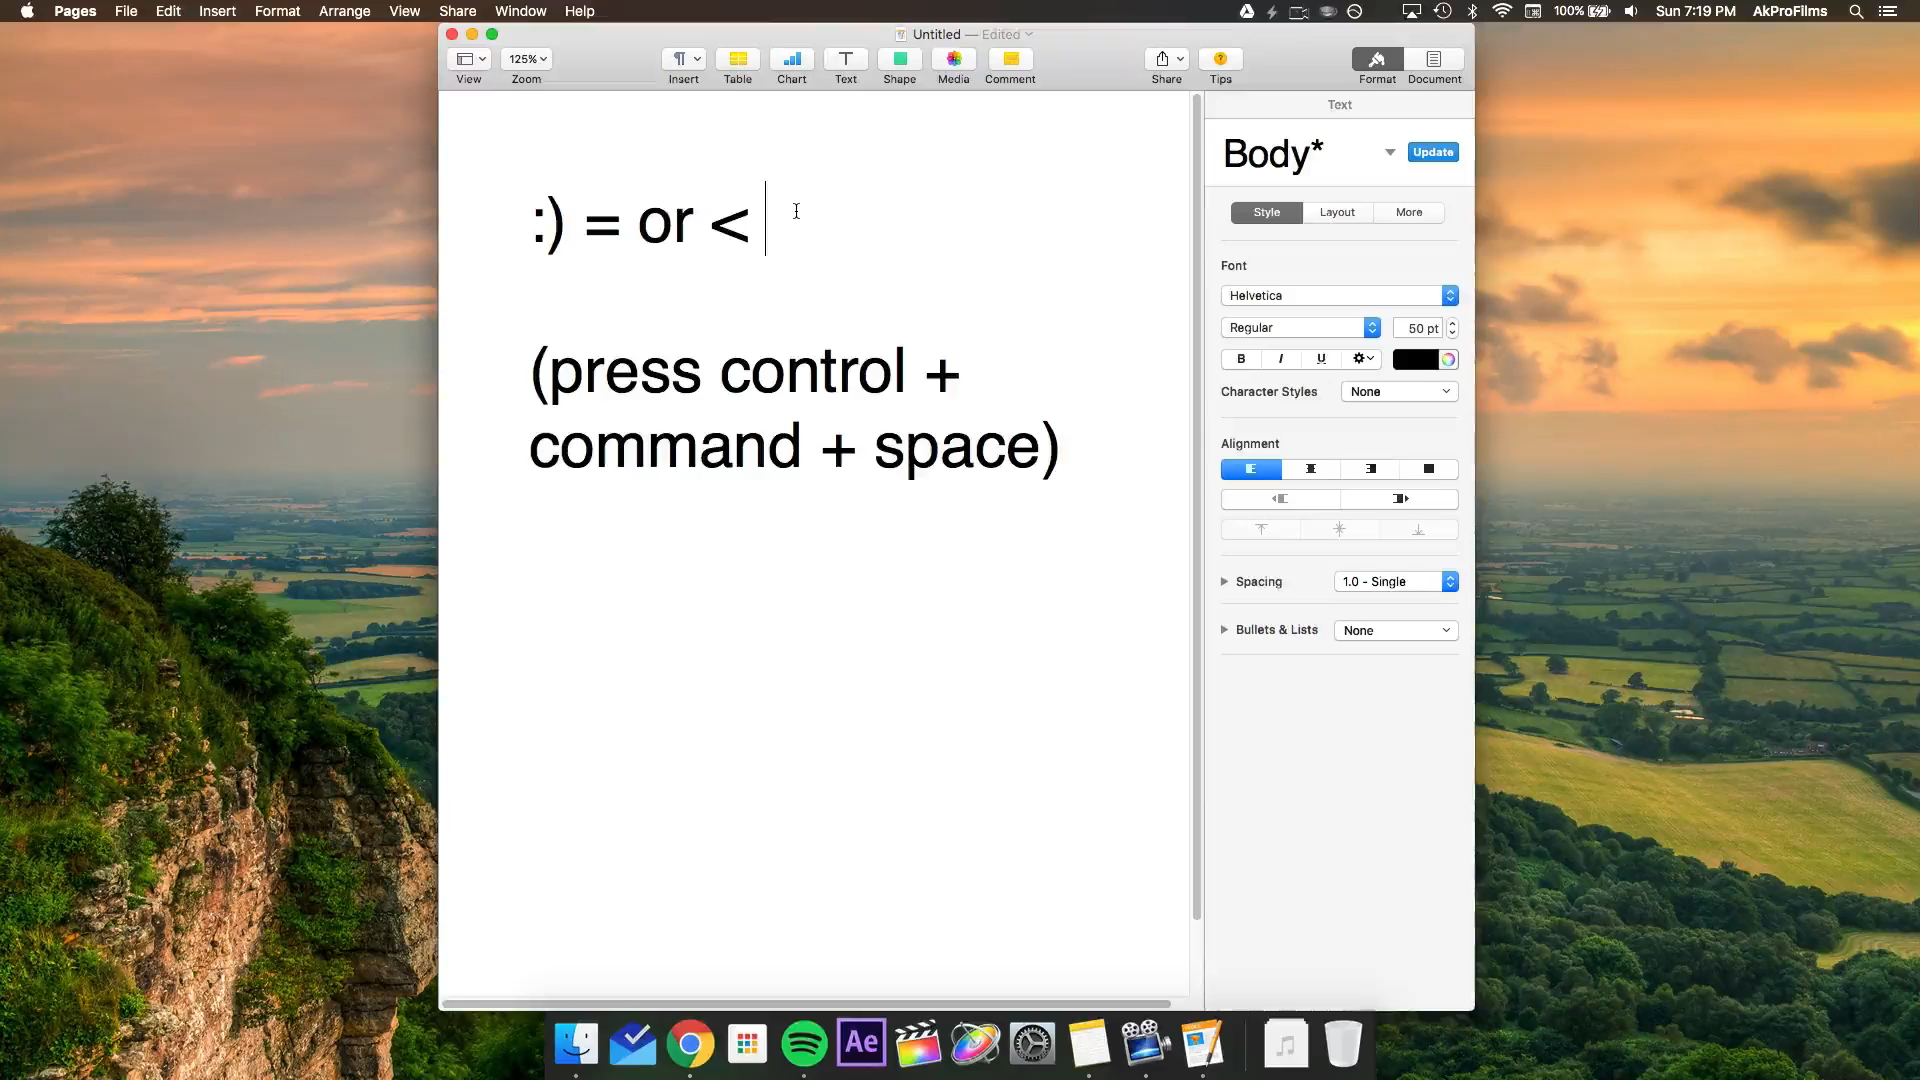 Pages File Edit Insert Format Arrange View Share Window Help 100% Sun 7:19 PM AkProFilms
Untitled — Edited
125%
View Zoom Insert Table Chart Text Shape Media Comment Share Tips Format Document
Text
Body* Update
:) = or <
Style Layout More
Font
Helvetica
Regular 50 pt
(press control +
B I U
Character Styles None
command + space)
Alignment
Spacing 1.0 - Single
Bullets & Lists None
Ae